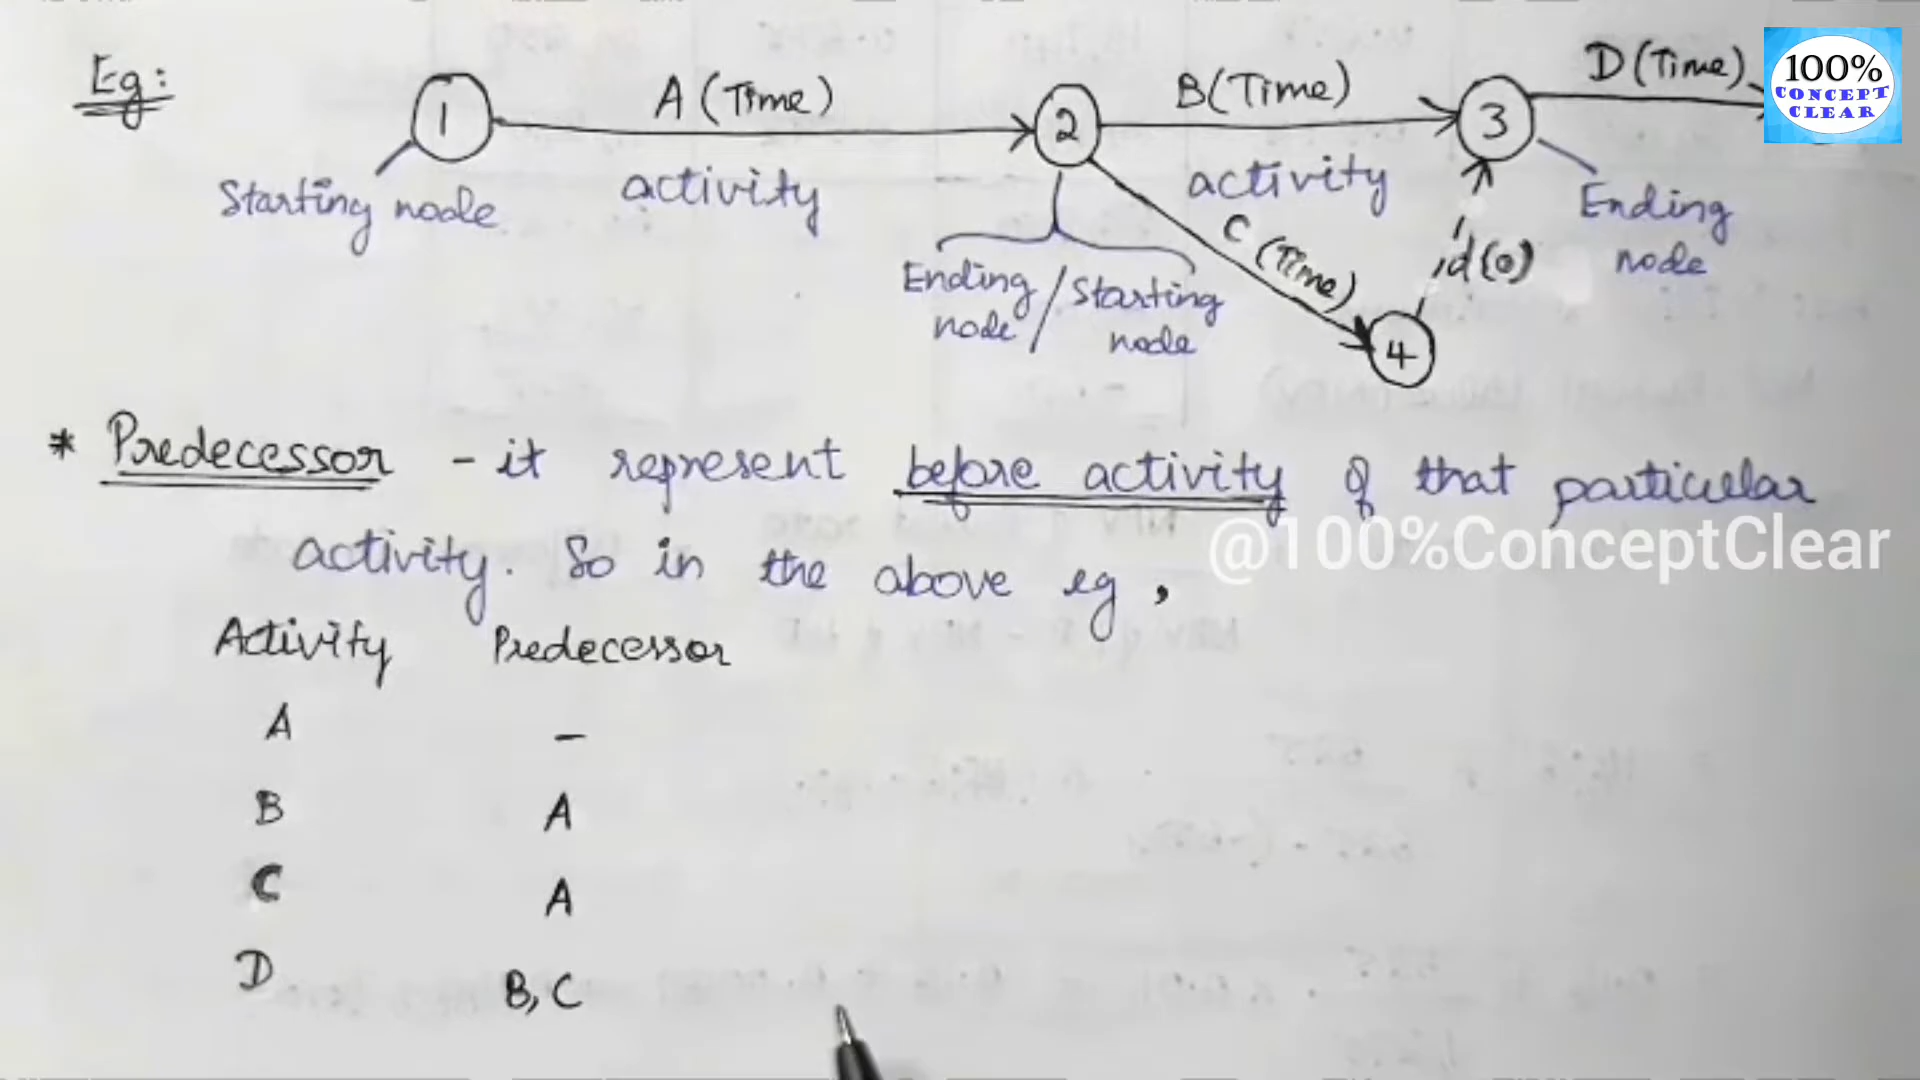 Eg:
1
A (Time)
2
B (Time)
3
D (Time)
100%
CONCEPT
CLEAR
activity
activity
Starting node
C (Time)
d(0)
Ending
node
Ending
node
/
Starting
node
4
* Predecessor - it represent before activity of that particular
@100%ConceptClear
activity. So in the above eg,
Activity Predecessor
A -
B A
C A
D B, C